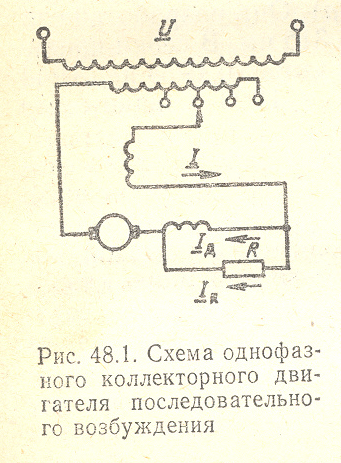 U
I
I_д R
I_R
Рис. 48.1. Схема однофаз-
ного коллекторного дви-
гателя последовательно-
го возбуждения